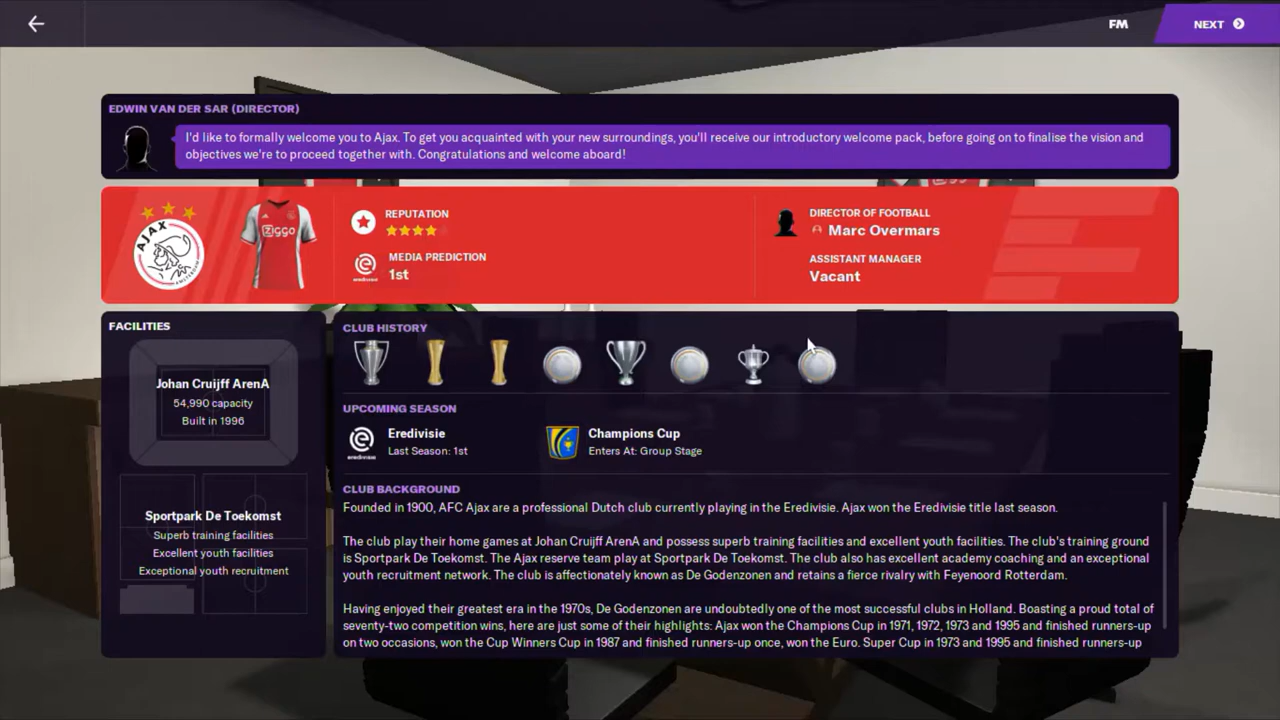 FM
NEXT
EDWIN VAN DER SAR (DIRECTOR)
I'd like to formally welcome you to Ajax. To get you acquainted with your new surroundings, you'll receive our introductory welcome pack, before going on to finalise the vision and
objectives we're to proceed together with. Congratulations and welcome aboard!
AJAX
Ziggo
REPUTATION
MEDIA PREDICTION
1st
eredivisie
DIRECTOR OF FOOTBALL
Marc Overmars
ASSISTANT MANAGER
Vacant
FACILITIES
Johan Cruijff ArenA
54,990 capacity
Built in 1996
Sportpark De Toekomst
Superb training facilities
Excellent youth facilities
Exceptional youth recruitment
CLUB HISTORY
UPCOMING SEASON
eredivisie
Eredivisie
Last Season: 1st
Champions Cup
Enters At: Group Stage
CLUB BACKGROUND
Founded in 1900, AFC Ajax are a professional Dutch club currently playing in the Eredivisie. Ajax won the Eredivisie title last season.
The club play their home games at Johan Cruijff ArenA and possess superb training facilities and excellent youth facilities. The club's training ground
is Sportpark De Toekomst. The Ajax reserve team play at Sportpark De Toekomst. The club also has excellent academy coaching and an exceptional
youth recruitment network. The club is affectionately known as De Godenzonen and retains a fierce rivalry with Feyenoord Rotterdam.
Having enjoyed their greatest era in the 1970s, De Godenzonen are undoubtedly one of the most successful clubs in Holland. Boasting a proud total of
seventy-two competition wins, here are just some of their highlights: Ajax won the Champions Cup in 1971, 1972, 1973 and 1995 and finished runners-up
on two occasions, won the Cup Winners Cup in 1987 and finished runners-up once, won the Euro. Super Cup in 1973 and 1995 and finished runners-up